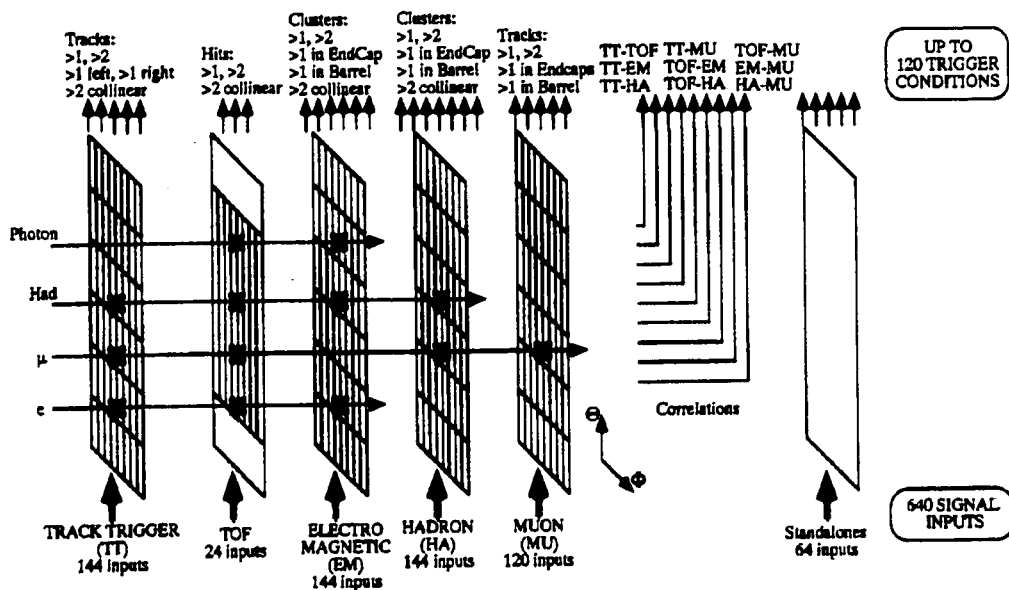 Tracks:
>1, >2
>1 left, >1 right
>2 collinear
Hits:
>1, >2
>2 collinear
Clusters:
>1, >2
>1 in EndCap
>1 in Barrel
>2 collinear
Clusters:
>1, >2
>1 in EndCap
>1 in Barrel
>2 collinear
Tracks:
>1, >2
>1 in Endcaps
>1 in Barrel
TT-TOF TT-MU TOF-MU
TT-EM TOF-EM EM-MU
TT-HA TOF-HA HA-MU
UP TO
120 TRIGGER
CONDITIONS
Photon
Had
μ
e
Correlations
Θ
Φ
TRACK TRIGGER
(TT)
144 inputs
TOF
24 inputs
ELECTRO
MAGNETIC
(EM)
144 inputs
HADRON
(HA)
144 inputs
MUON
(MU)
120 inputs
Standalones
64 inputs
640 SIGNAL
INPUTS